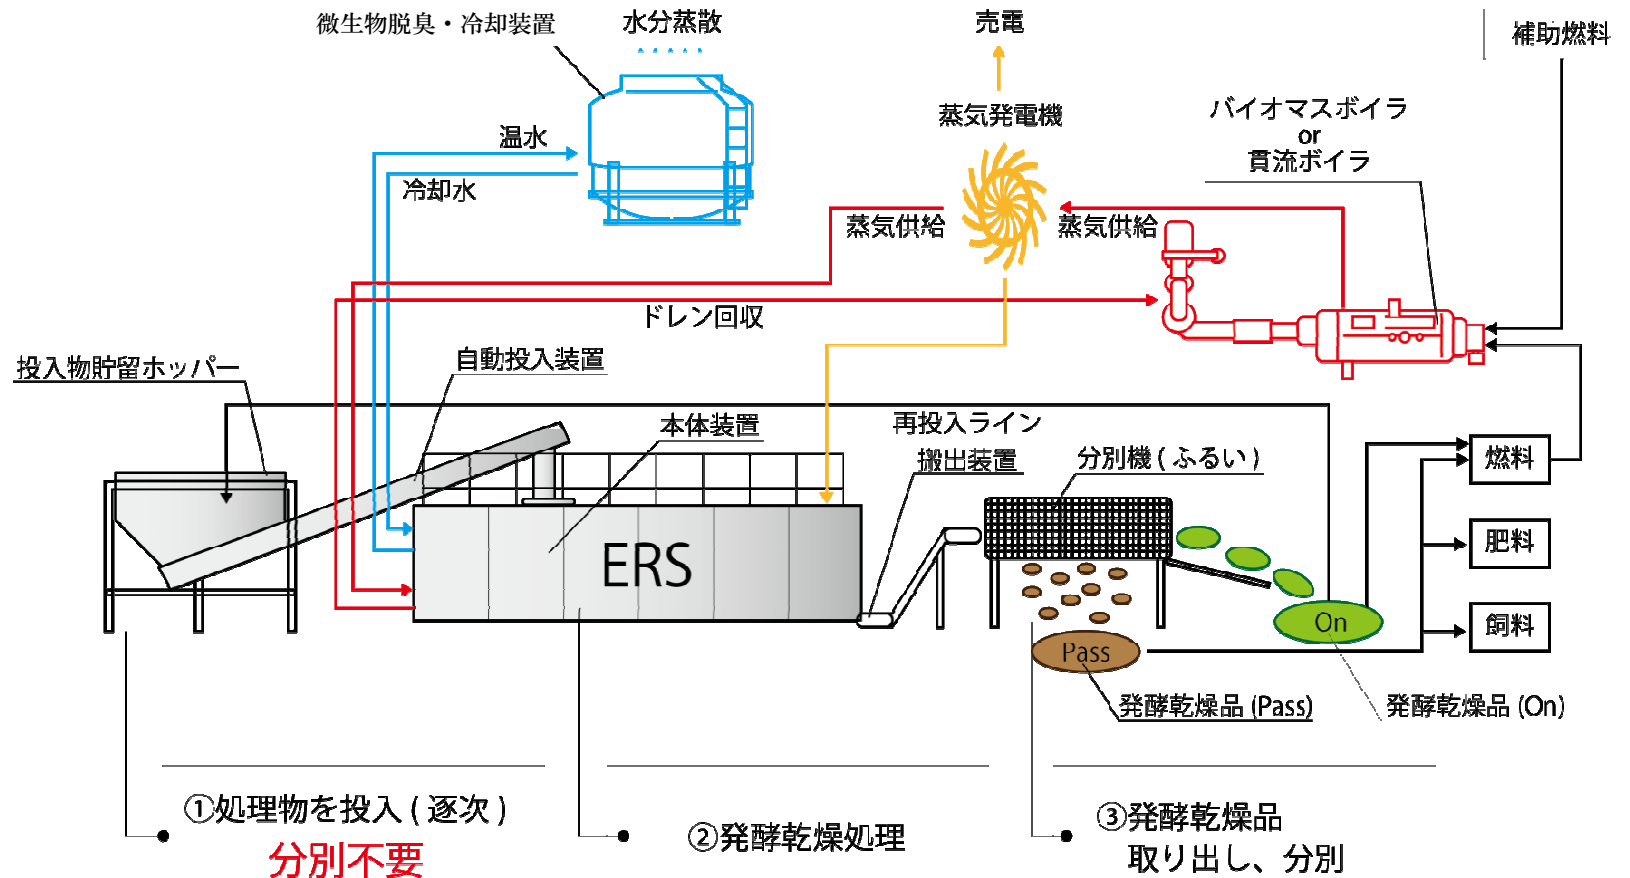 微生物脱臭・冷却装置
水分蒸散
売電
補助燃料
蒸気発電機
バイオマスボイラ
or
貫流ボイラ
温水
冷却水
蒸気供給
蒸気供給
ドレン回収
投入物貯留ホッパー
自動投入装置
本体装置
再投入ライン
搬出装置
分別機(ふるい)
燃料
肥料
飼料
ERS
On
Pass
発酵乾燥品(Pass)
発酵乾燥品(On)
①処理物を投入(逐次)
分別不要
②発酵乾燥処理
③発酵乾燥品
取り出し、分別